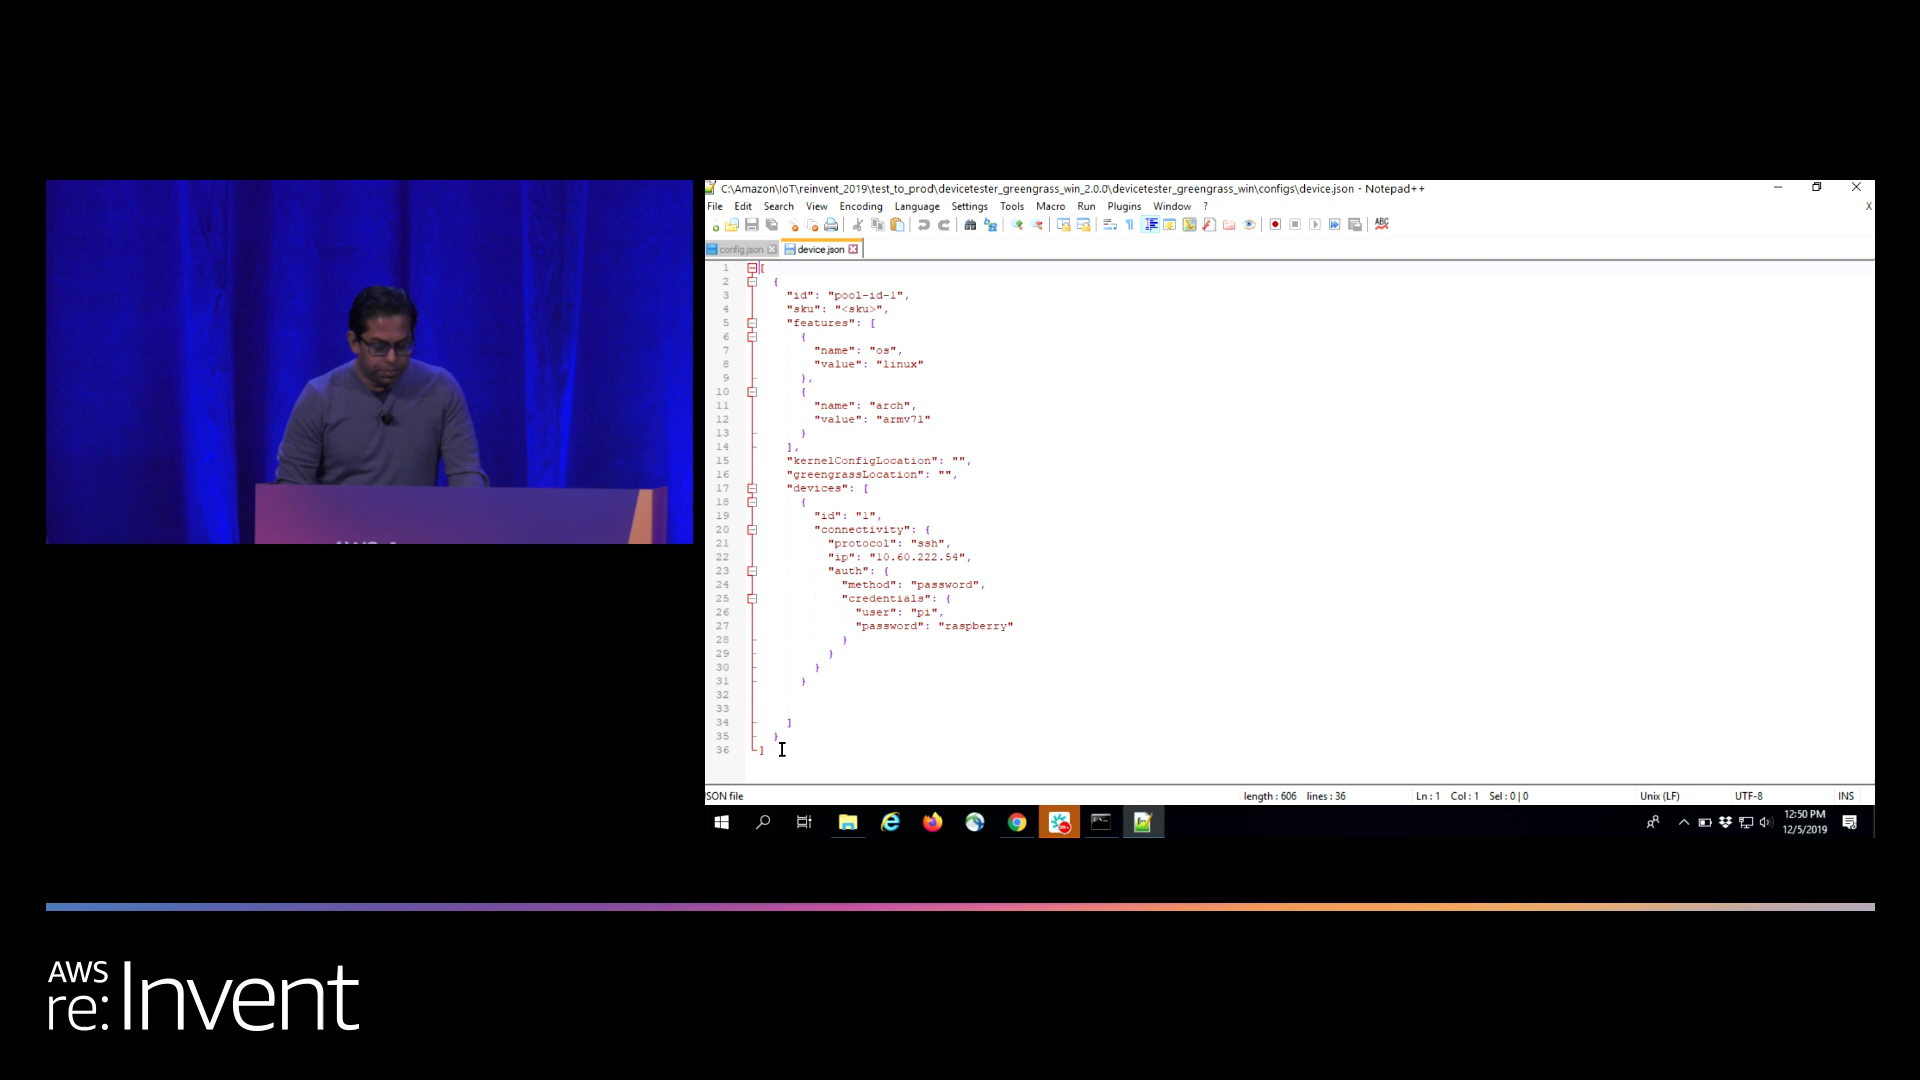 C:\Amazon\IoT\reinvent_2019\test_to_prod\devicetester_greengrass_win_2.0.0\devicetester_greengrass_win\configs\device.json - Notepad++
File Edit Search View Encoding Language Settings Tools Macro Run Plugins Window ? X
config.json device.json
1 [
2 {
3 "id": "pool-id-1",
4 "sku": "<sku>",
5 "features": [
6 {
7 "name": "os",
8 "value": "linux"
9 },
10 {
11 "name": "arch",
12 "value": "armv7l"
13 }
14 ],
15 "kernelConfigLocation": "",
16 "greengrassLocation": "",
17 "devices": [
18 {
19 "id": "1",
20 "connectivity": {
21 "protocol": "ssh",
22 "ip": "10.60.222.54",
23 "auth": {
24 "method": "password",
25 "credentials": {
26 "user": "pi",
27 "password": "raspberry"
28 }
29 }
30 }
31 }
32
33
34 ]
35 }
36 ]
SON file length : 606 lines : 36 Ln : 1 Col : 1 Sel : 0 | 0 Unix (LF) UTF-8 INS
12:50 PM
12/5/2019
AWS
re:Invent